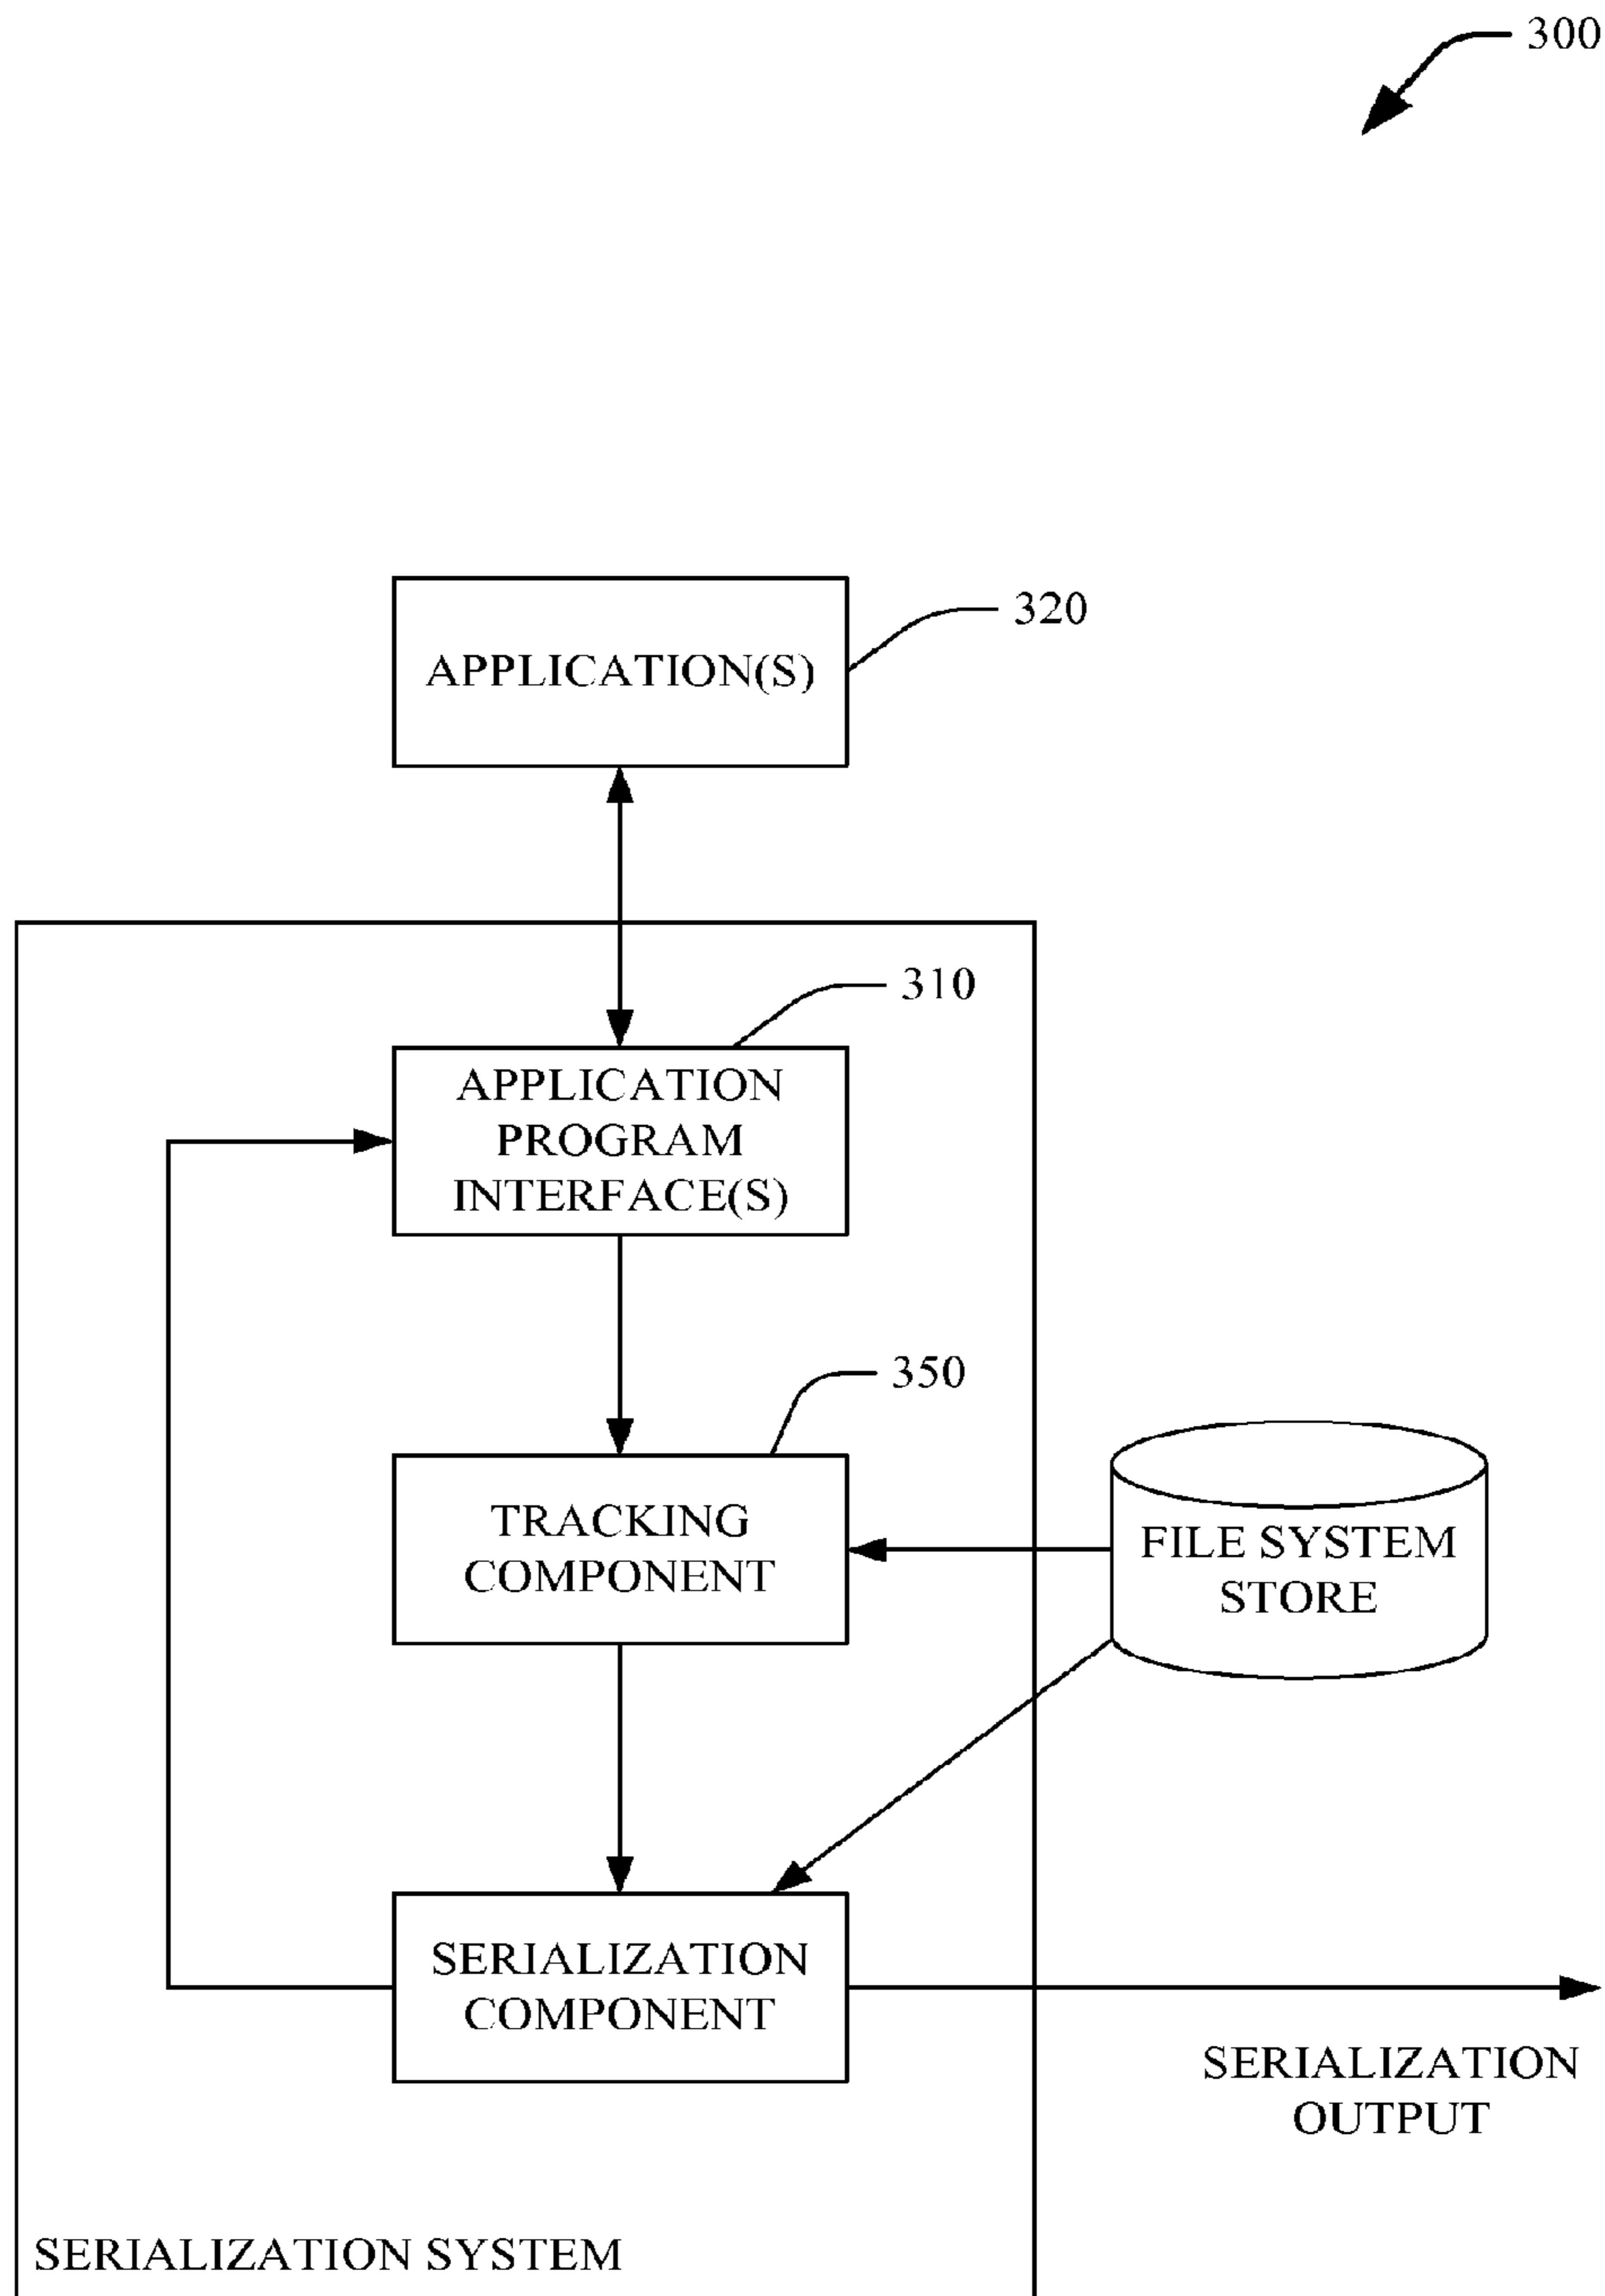 300
320
APPLICATION(S)
310
APPLICATION
PROGRAM
INTERFACE(S)
350
TRACKING
COMPONENT
FILE SYSTEM
STORE
SERIALIZATION
COMPONENT
SERIALIZATION
OUTPUT
SERIALIZATION SYSTEM